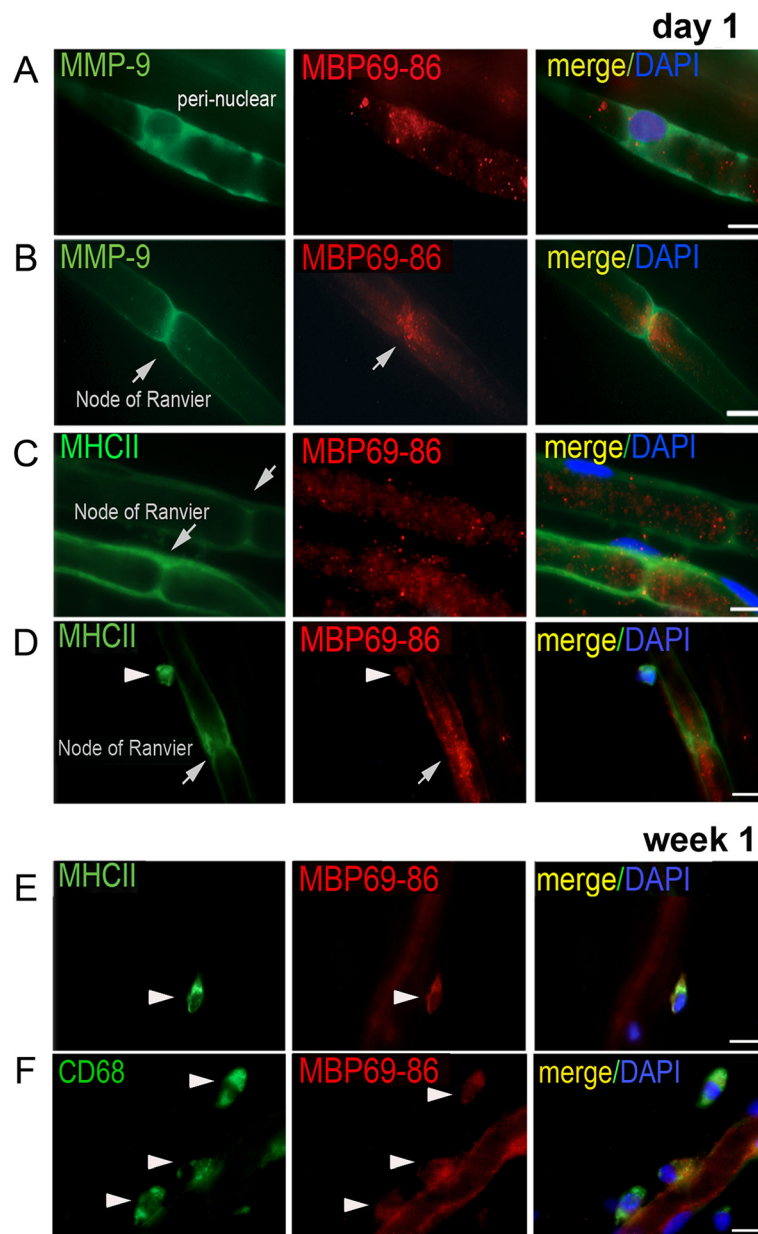 day 1
A
MMP-9 MBP69-86 merge/DAPI
peri-nuclear
B
MMP-9 MBP69-86 merge/DAPI
Node of Ranvier
C
MHCII MBP69-86 merge/DAPI
Node of Ranvier
D
MHCII MBP69-86 merge/DAPI
Node of Ranvier
week 1
E
MHCII MBP69-86 merge/DAPI
F
CD68 MBP69-86 merge/DAPI